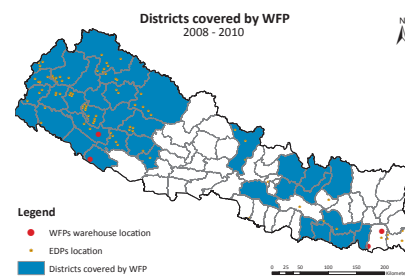 Districts covered by WFP
2008 - 2010
N
Legend
WFPs warehouse location
EDPs location
Districts covered by WFP
0 25 50 100 150 200
Kilometer